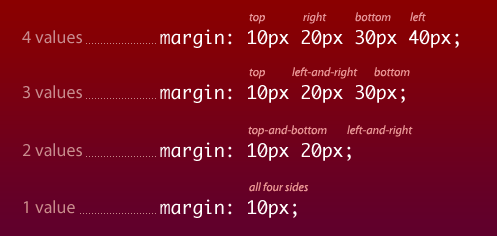 top right bottom left
4 values margin: 10px 20px 30px 40px;
top left-and-right bottom
3 values margin: 10px 20px 30px;
top-and-bottom left-and-right
2 values margin: 10px 20px;
all four sides
1 value margin: 10px;